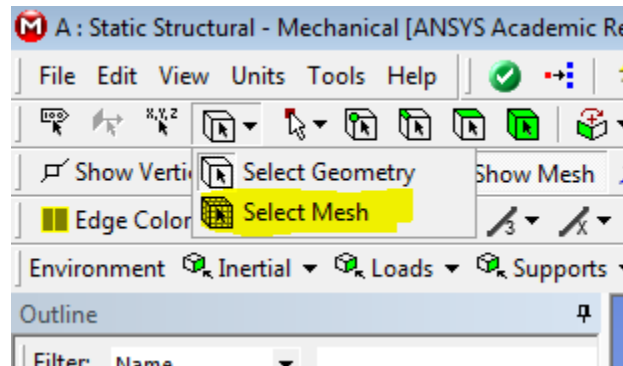 A : Static Structural - Mechanical [ANSYS Academic Re
File Edit View Units Tools Help
X,Y,Z
Show Verti Select Geometry Show Mesh
Edge Color Select Mesh 3 X
Environment Inertial Loads Supports
Outline
Filter: Name